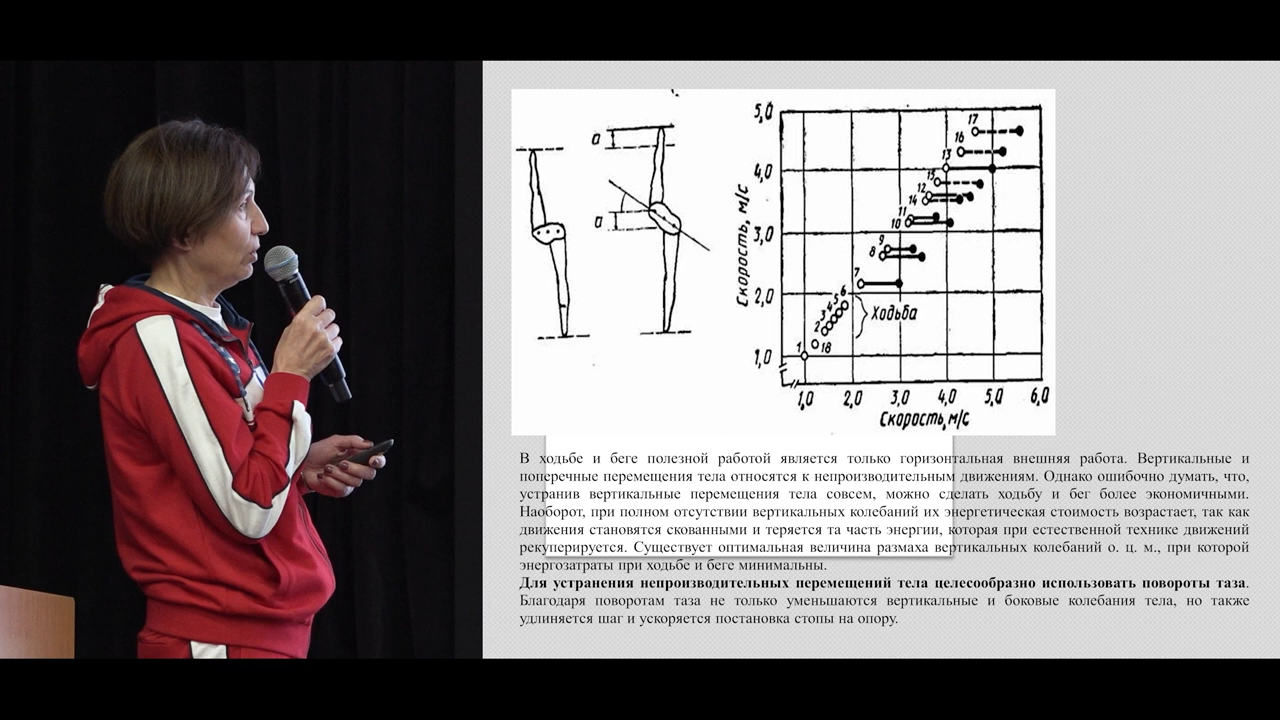 a
a
Скорость, м/с
5,0
4,0
3,0
2,0
1,0
17
16
13
15
12
14
11
10
9
8
7
6
5
4
3
2
1
18
Ходьба
1,0 2,0 3,0 4,0 5,0 6,0
Скорость, м/с
В ходьбе и беге полезной работой является только горизонтальная внешняя работа. Вертикальные и
поперечные перемещения тела относятся к непроизводительным движениям. Однако ошибочно думать, что,
устранив вертикальные перемещения тела совсем, можно сделать ходьбу и бег более экономичными.
Наоборот, при полном отсутствии вертикальных колебаний их энергетическая стоимость возрастает, так как
движения становятся скованными и теряется та часть энергии, которая при естественной технике движений
рекуперируется. Существует оптимальная величина размаха вертикальных колебаний о. ц. м., при которой
энергозатраты при ходьбе и беге минимальны.
Для устранения непроизводительных перемещений тела целесообразно использовать повороты таза.
Благодаря поворотам таза не только уменьшаются вертикальные и боковые колебания тела, но также
удлиняется шаг и ускоряется постановка стопы на опору.